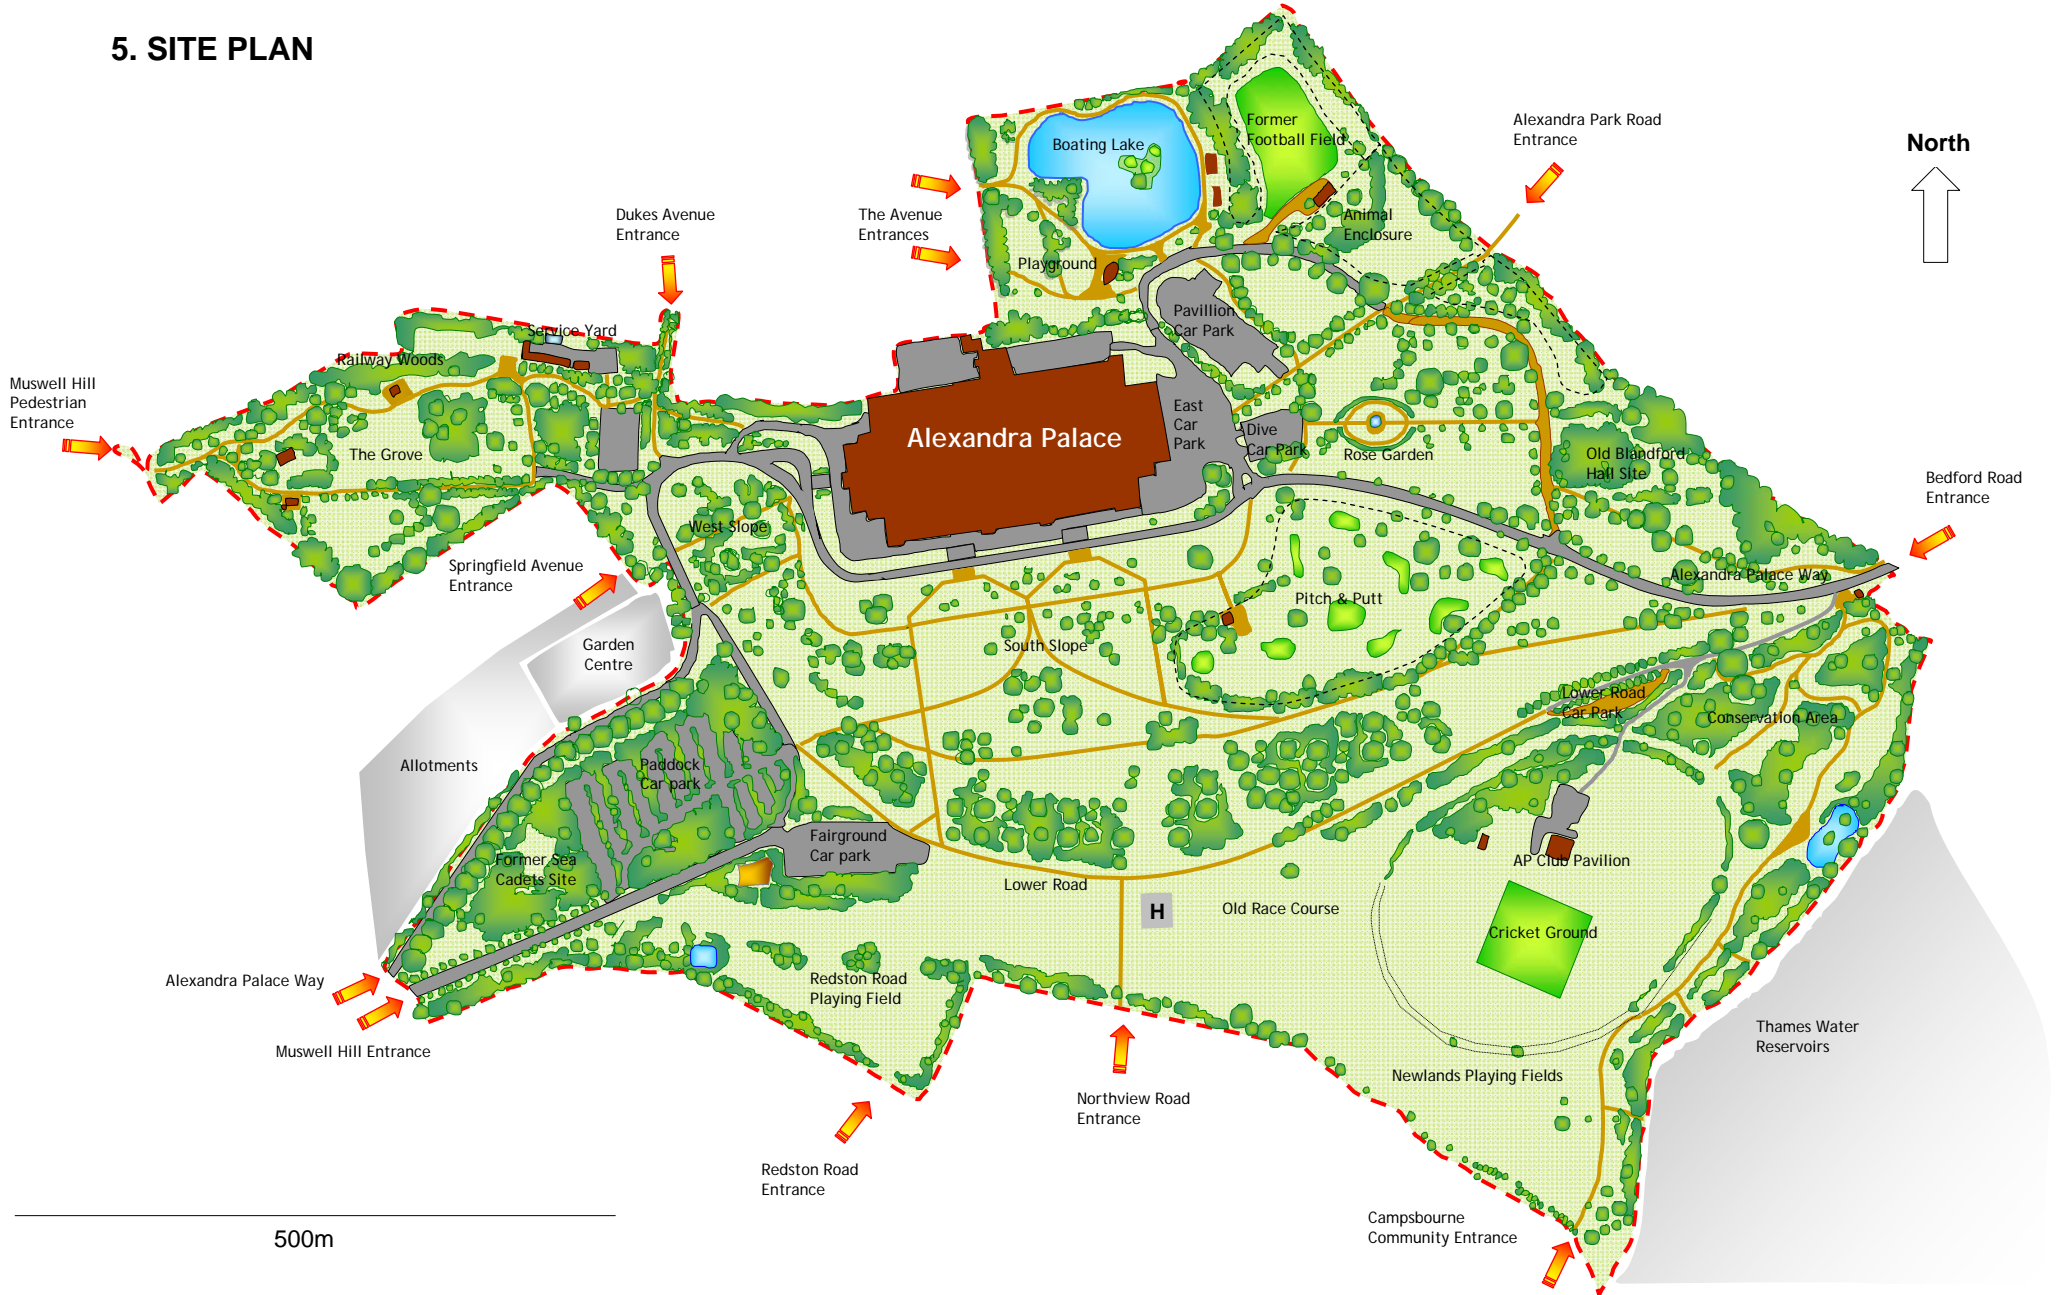 5. SITE PLAN
North
Alexandra Park Road
Entrance
Former
Football Field
Boating Lake
Animal
Enclosure
The Avenue
Entrances
Dukes Avenue
Entrance
Playground
Pavillion
Car Park
Service Yard
Railway Woods
Muswell Hill
Pedestrian
Entrance
The Grove
Alexandra Palace
East
Car
Park
Dive
Car Park
Rose Garden
Old Blandford
Hall Site
Bedford Road
Entrance
West Slope
Springfield Avenue
Entrance
Alexandra Palace Way
Pitch & Putt
Garden
Centre
South Slope
Lower Road
Car Park
Conservation Area
Allotments
Paddock
Car park
Fairground
Car park
Former Sea
Cadets Site
AP Club Pavilion
Lower Road
H
Old Race Course
Cricket Ground
Alexandra Palace Way
Redston Road
Playing Field
Muswell Hill Entrance
Thames Water
Reservoirs
Newlands Playing Fields
Northview Road
Entrance
Redston Road
Entrance
Campsbourne
Community Entrance
500m